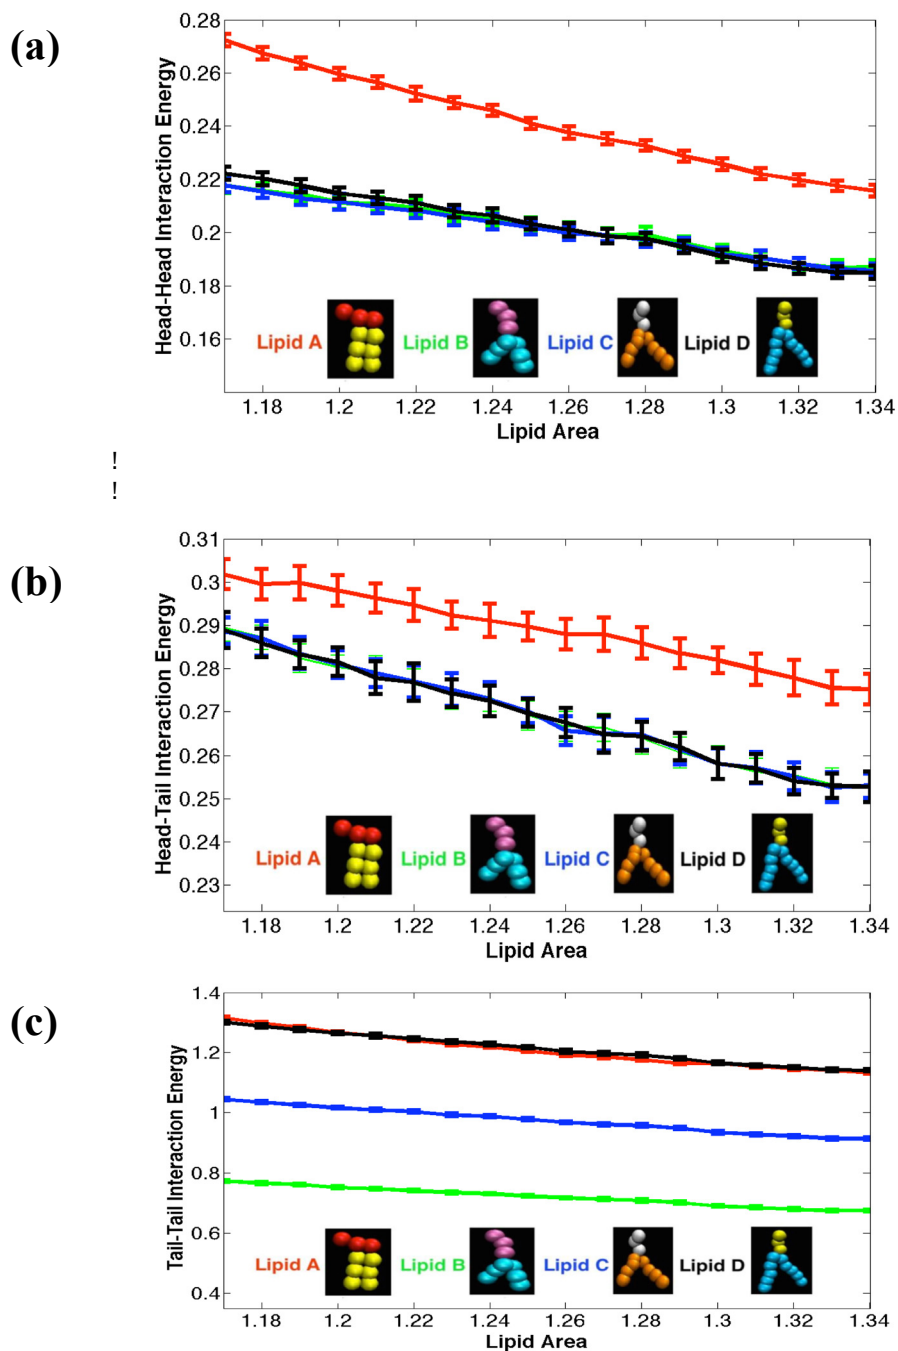 (a)
Head-Head Interaction Energy
0.28
0.26
0.24
0.22
0.2
0.18
0.16
Lipid A Lipid B Lipid C Lipid D
1.18 1.2 1.22 1.24 1.26 1.28 1.3 1.32 1.34
Lipid Area
!
!
(b)
Head-Tail Interaction Energy
0.31
0.3
0.29
0.28
0.27
0.26
0.25
0.24
0.23
Lipid A Lipid B Lipid C Lipid D
1.18 1.2 1.22 1.24 1.26 1.28 1.3 1.32 1.34
Lipid Area
(c)
Tail-Tail Interaction Energy
1.4
1.2
1
0.8
0.6
0.4
Lipid A Lipid B Lipid C Lipid D
1.18 1.2 1.22 1.24 1.26 1.28 1.3 1.32 1.34
Lipid Area